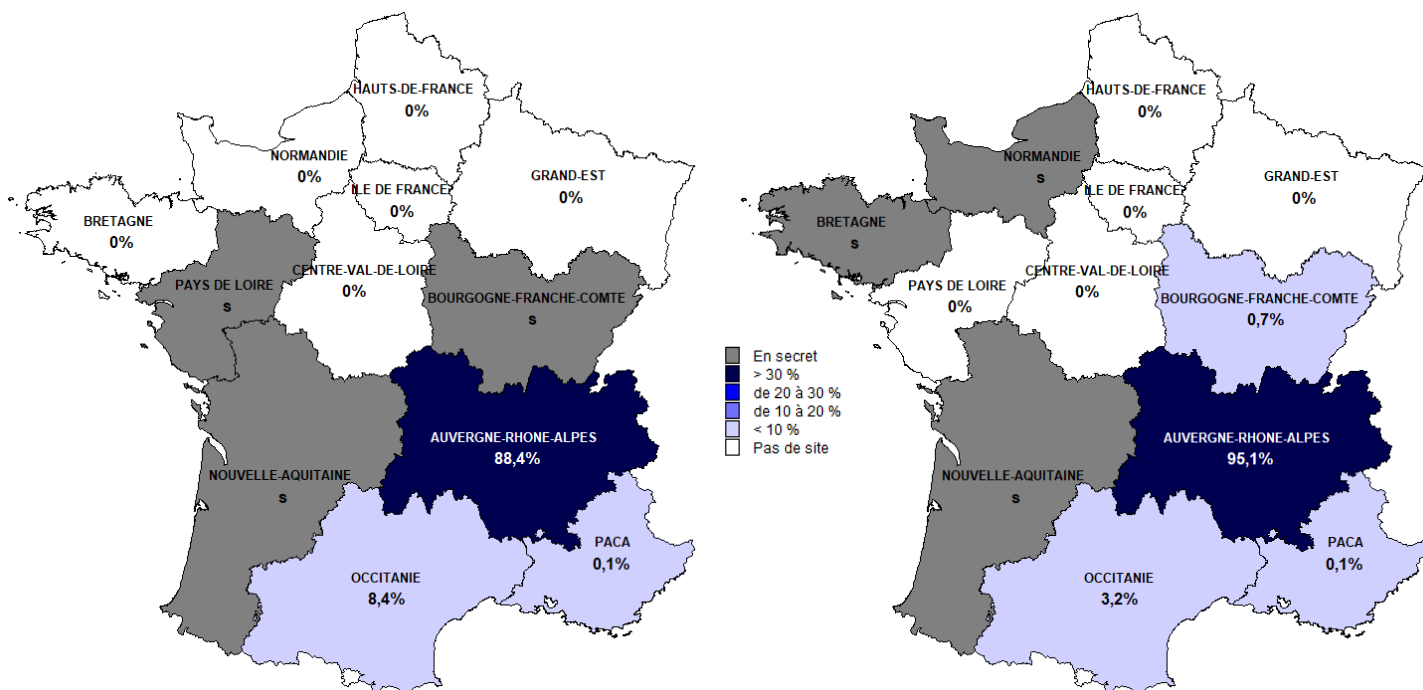 HAUTS-DE-FRANCE
0%
NORMANDIE
0%
ILE DE FRANCE
0%
GRAND-EST
0%
BRETAGNE
0%
PAYS DE LOIRE
s
CENTRE-VAL-DE-LOIRE
0%
BOURGOGNE-FRANCHE-COMTE
s
AUVERGNE-RHONE-ALPES
88,4%
NOUVELLE-AQUITAINE
s
PACA
0,1%
OCCITANIE
8,4%
En secret
> 30 %
de 20 à 30 %
de 10 à 20 %
< 10 %
Pas de site
HAUTS-DE-FRANCE
0%
NORMANDIE
s
ILE DE FRANCE
0%
GRAND-EST
0%
BRETAGNE
s
PAYS DE LOIRE
0%
CENTRE-VAL-DE-LOIRE
0%
BOURGOGNE-FRANCHE-COMTE
0,7%
AUVERGNE-RHONE-ALPES
95,1%
NOUVELLE-AQUITAINE
s
PACA
0,1%
OCCITANIE
3,2%